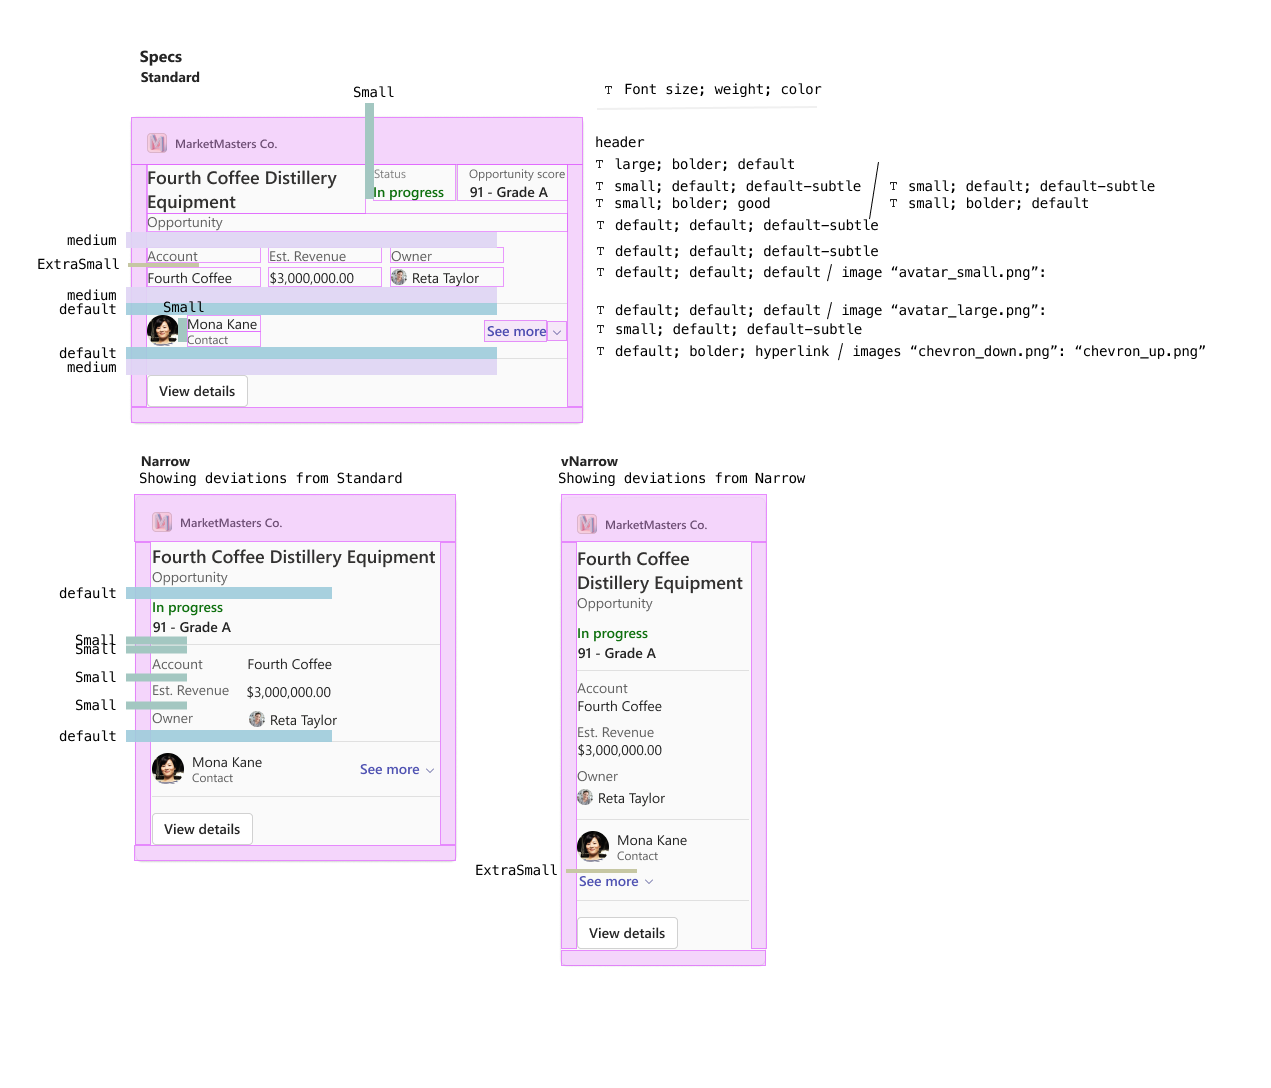 Specs
Standard
Small
T Font size; weight; color
MarketMasters Co.
header
Fourth Coffee Distillery
Equipment
Status
In progress
Opportunity score
91 - Grade A
T large; bolder; default
T small; default; default-subtle / T small; default; default-subtle
T small; bolder; good T small; bolder; default
Opportunity
T default; default; default-subtle
medium
Account Est. Revenue Owner
T default; default; default-subtle
ExtraSmall
Fourth Coffee $3,000,000.00 Reta Taylor
T default; default; default / image “avatar_small.png”:
medium
default
Small
Mona Kane
Contact
See more
T default; default; default / image “avatar_large.png”:
T small; default; default-subtle
T default; bolder; hyperlink / images “chevron_down.png”: “chevron_up.png”
default
medium
View details
Narrow
Showing deviations from Standard
MarketMasters Co.
Fourth Coffee Distillery Equipment
Opportunity
default
In progress
91 - Grade A
Small
Small
Account Fourth Coffee
Small
Est. Revenue $3,000,000.00
Small
Owner Reta Taylor
default
Mona Kane
Contact
See more
View details
vNarrow
Showing deviations from Narrow
MarketMasters Co.
Fourth Coffee
Distillery Equipment
Opportunity
In progress
91 - Grade A
Account
Fourth Coffee
Est. Revenue
$3,000,000.00
Owner
Reta Taylor
Mona Kane
Contact
ExtraSmall
See more
View details